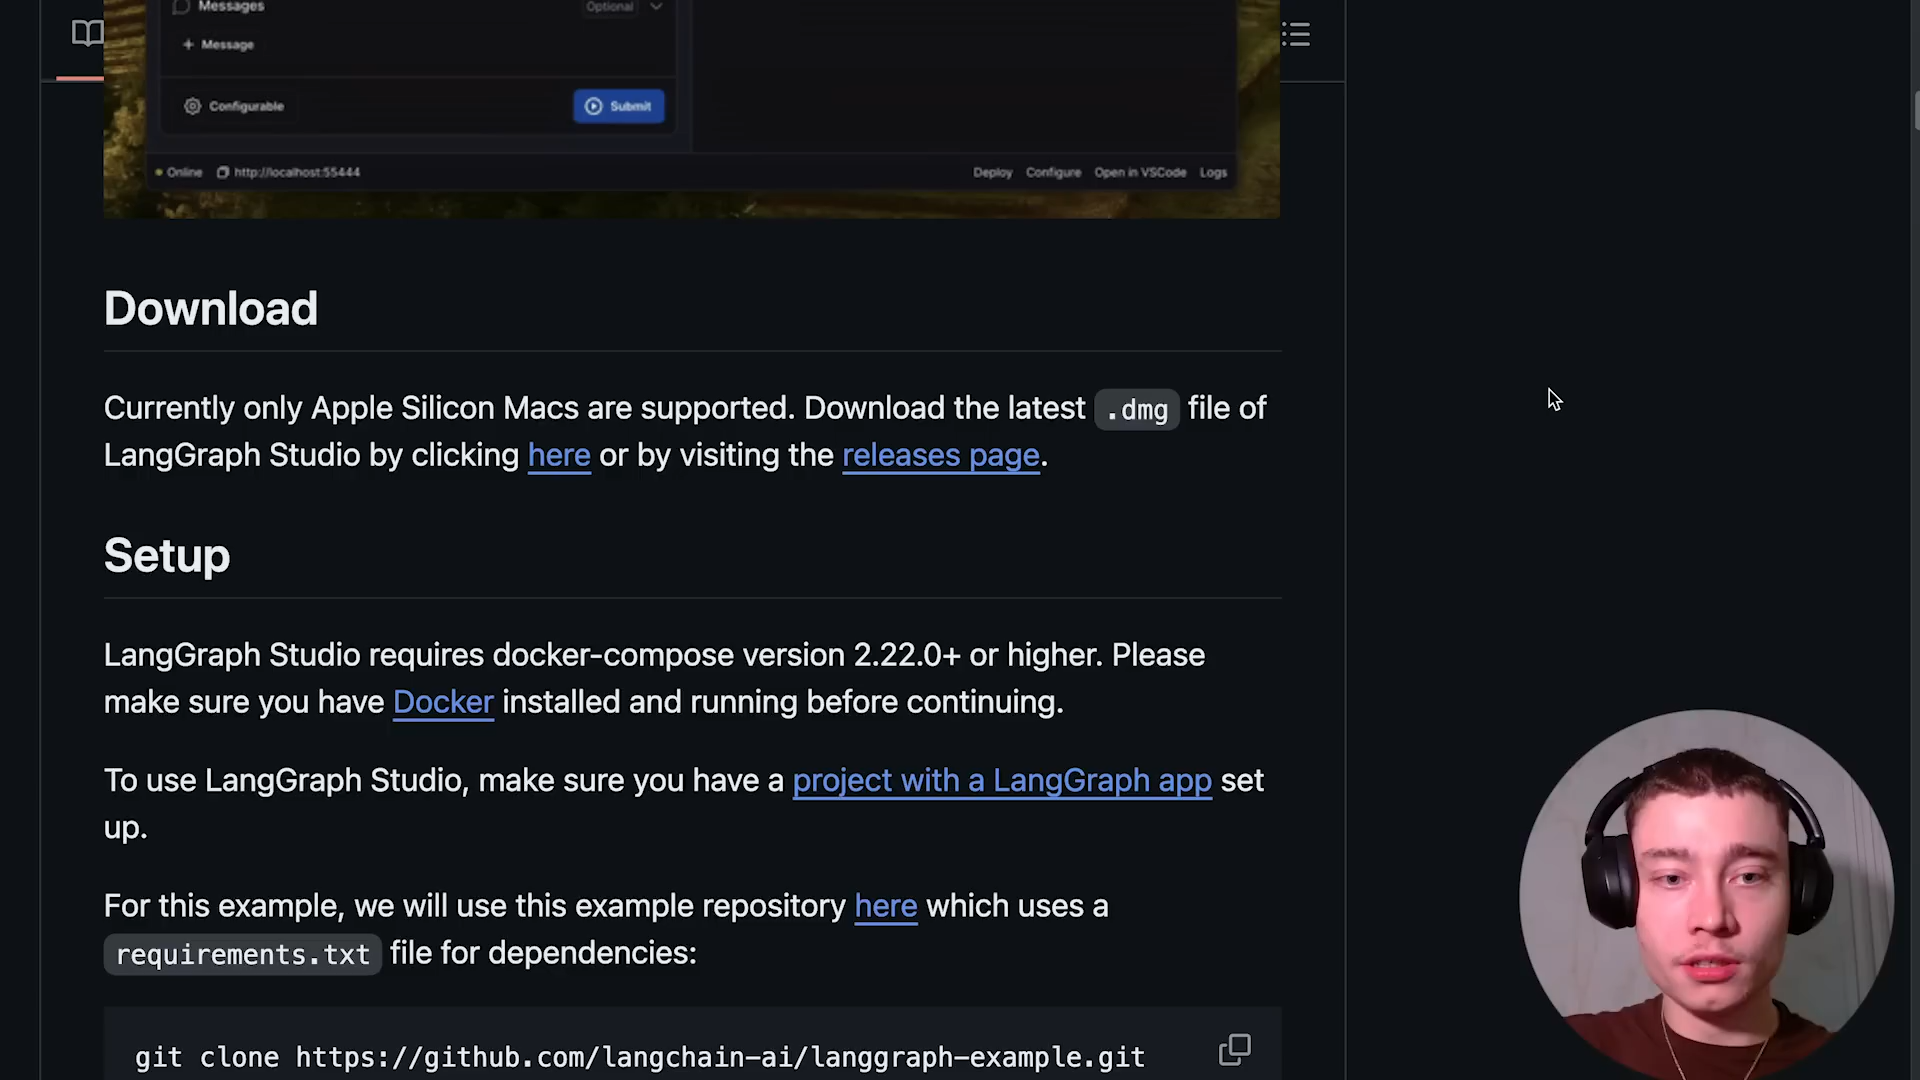 Messages
Optional
+ Message
Configurable
Submit
Online
http://localhost:55444
Deploy
Configure
Open in VSCode
Logs
Download
Currently only Apple Silicon Macs are supported. Download the latest .dmg file of
LangGraph Studio by clicking here or by visiting the releases page.
Setup
LangGraph Studio requires docker-compose version 2.22.0+ or higher. Please
make sure you have Docker installed and running before continuing.
To use LangGraph Studio, make sure you have a project with a LangGraph app set
up.
For this example, we will use this example repository here which uses a
requirements.txt file for dependencies:
git clone https://github.com/langchain-ai/langgraph-example.git